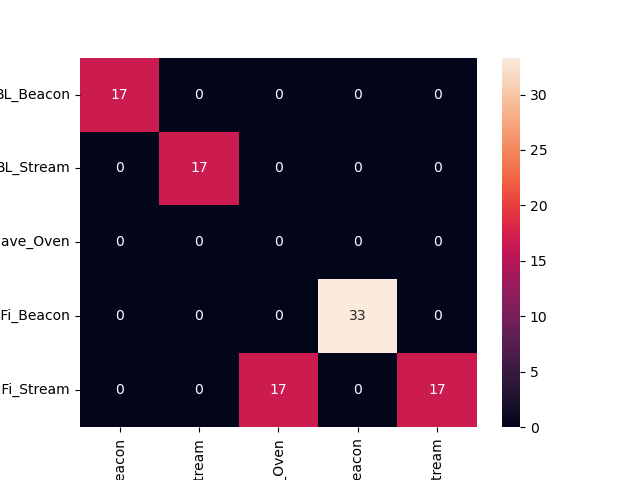 BL_Beacon 17 0 0 0 0
BL_Stream 0 17 0 0 0
ave_Oven 0 0 0 0 0
Fi_Beacon 0 0 0 33 0
Fi_Stream 0 0 17 0 17
eacon
tream
_Oven
eacon
tream
30
25
20
15
10
5
0